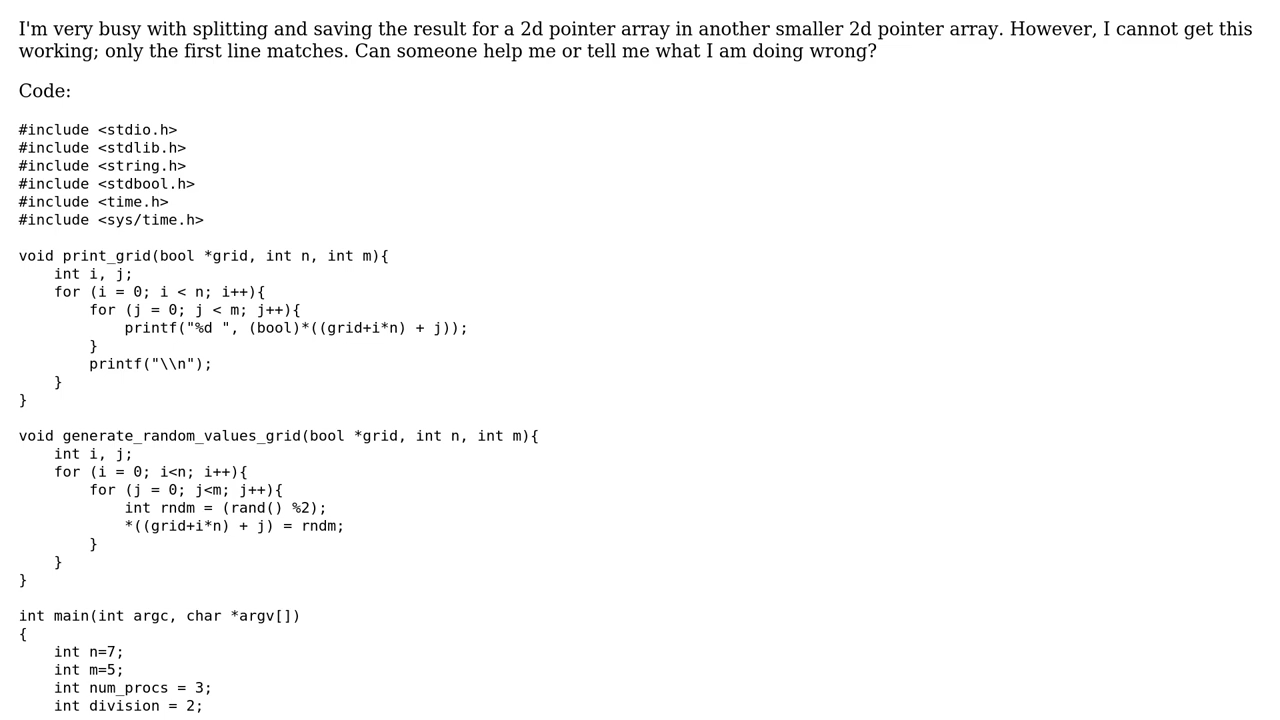 I'm very busy with splitting and saving the result for a 2d pointer array in another smaller 2d pointer array. However, I cannot get this
working; only the first line matches. Can someone help me or tell me what I am doing wrong?
Code:
#include <stdio.h>
#include <stdlib.h>
#include <string.h>
#include <stdbool.h>
#include <time.h>
#include <sys/time.h>
void print_grid(bool *grid, int n, int m){
    int i, j;
    for (i = 0; i < n; i++){
        for (j = 0; j < m; j++){
            printf("%d ", (bool)*((grid+i*n) + j));
        }
        printf("\\n");
    }
}
void generate_random_values_grid(bool *grid, int n, int m){
    int i, j;
    for (i = 0; i<n; i++){
        for (j = 0; j<m; j++){
            int rndm = (rand() %2);
            *((grid+i*n) + j) = rndm;
        }
    }
}
int main(int argc, char *argv[])
{
    int n=7;
    int m=5;
    int num_procs = 3;
    int division = 2;